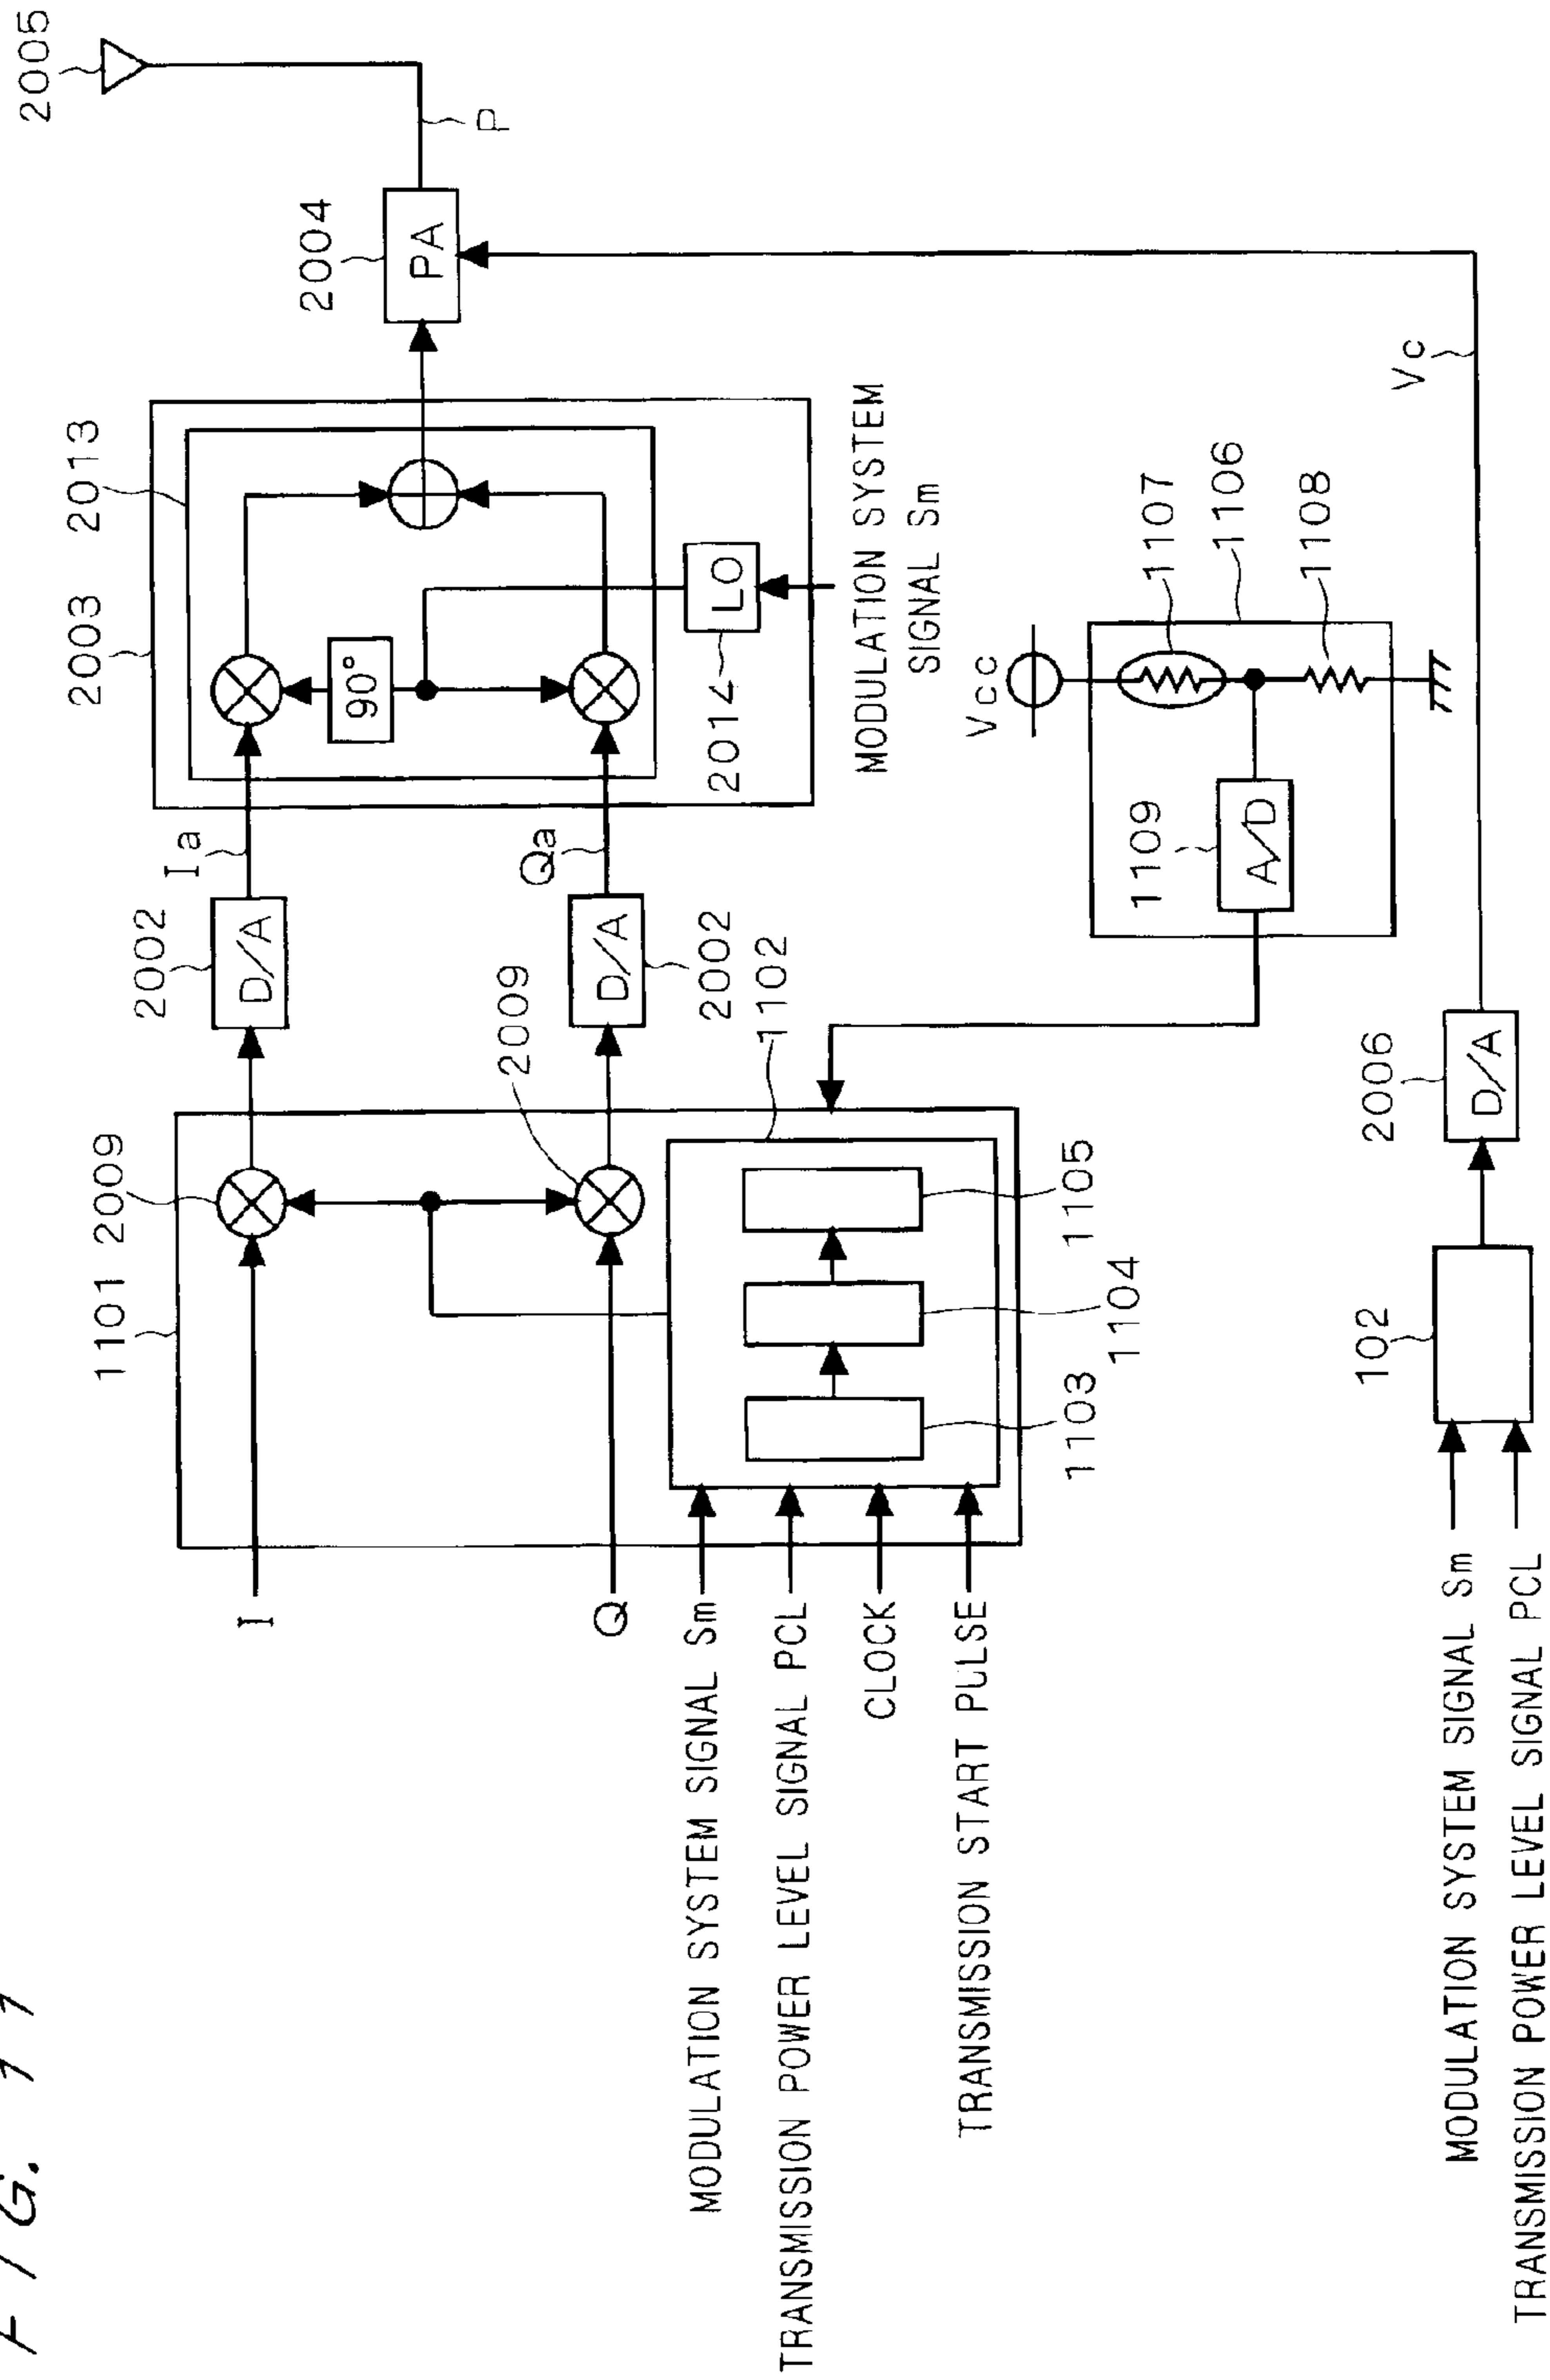 FIG. 11
1101
2009
2002
Ia
2003
2013
2004
2005
I
D/A
90°
PA
P
Q
2009
D/A
2002
Qa
LO
2014
MODULATION SYSTEM
SIGNAL Sm
MODULATION SYSTEM SIGNAL Sm
TRANSMISSION POWER LEVEL SIGNAL PCL
CLOCK
TRANSMISSION START PULSE
1102
1103
1104
1105
Vcc
1109
A/D
1107
1106
1108
Vc
102
2006
D/A
MODULATION SYSTEM SIGNAL Sm
TRANSMISSION POWER LEVEL SIGNAL PCL